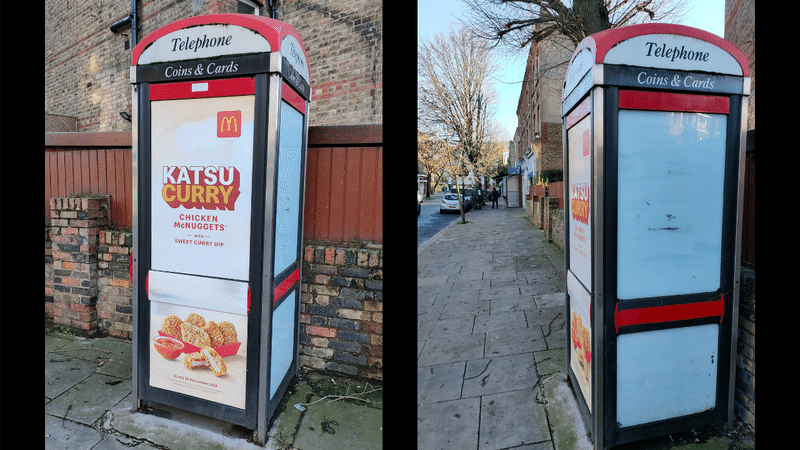 Telephone
Coins & Cards
KATSU
CURRY
CHICKEN
McNUGGETS®
WITH
SWEET CURRY DIP
Telephone
Coins & Cards
KATSU
CURRY